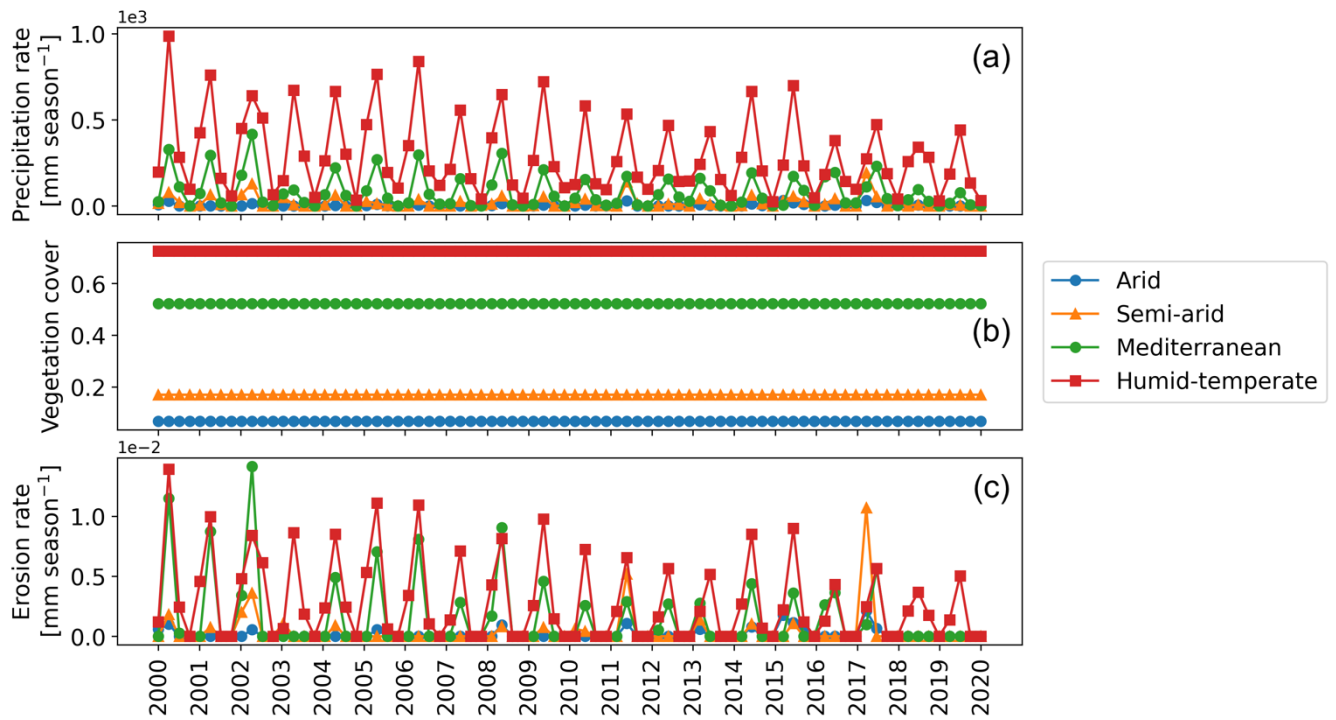 1e3
Precipitation rate
[mm season⁻¹]
1.0
0.5
0.0
(a)
Vegetation cover
0.6
0.4
0.2
(b)
Arid
Semi-arid
Mediterranean
Humid-temperate
1e−2
Erosion rate
[mm season⁻¹]
1.0
0.5
0.0
(c)
2000
2001
2002
2003
2004
2005
2006
2007
2008
2009
2010
2011
2012
2013
2014
2015
2016
2017
2018
2019
2020